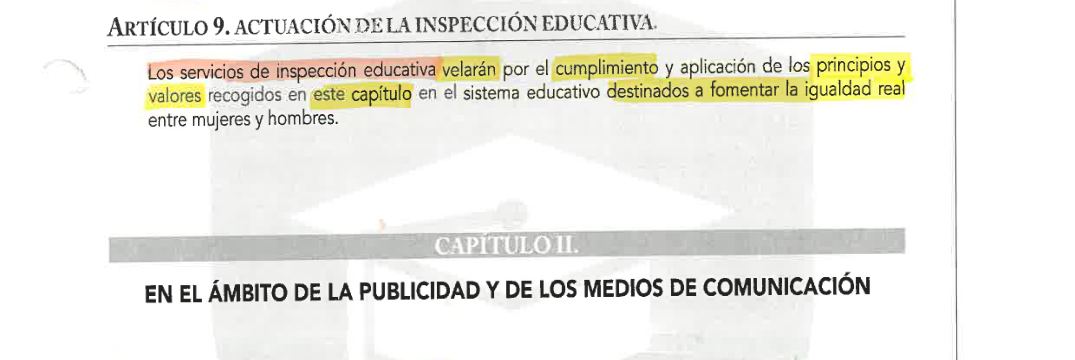 ARTÍCULO 9. ACTUACIÓN DE LA INSPECCIÓN EDUCATIVA.
Los servicios de inspección educativa velarán por el cumplimiento y aplicación de los principios y
valores recogidos en este capítulo en el sistema educativo destinados a fomentar la igualdad real
entre mujeres y hombres.
CAPÍTULO II.
EN EL ÁMBITO DE LA PUBLICIDAD Y DE LOS MEDIOS DE COMUNICACIÓN